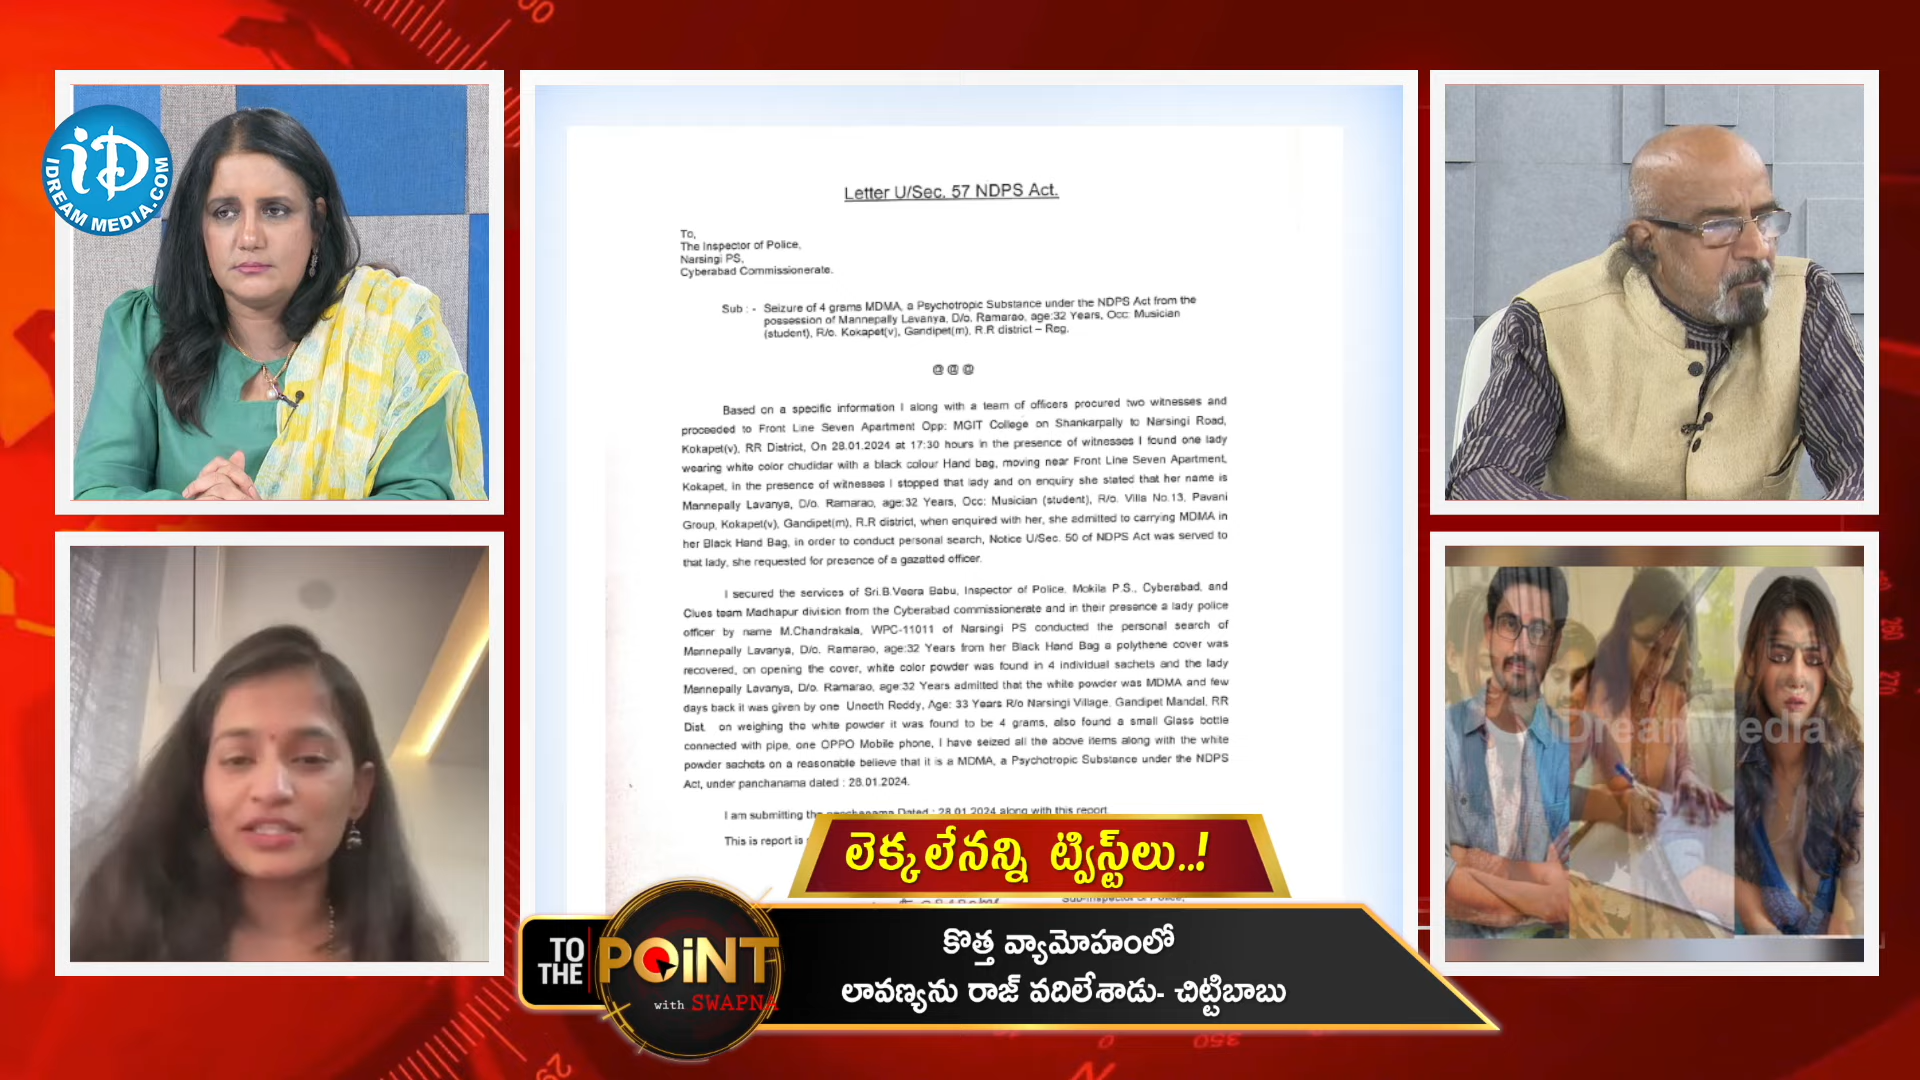 iD
IDREAM MEDIA.COM
Letter U/Sec. 57 NDPS Act.
To,
The Inspector of Police,
Narsingi PS,
Cyberabad Commissionerate.
Sub : - Seizure of 4 grams MDMA, a Psychotropic Substance under the NDPS Act from the
possession of Mannepally Lavanya, D/o. Ramarao, age:32 Years, Occ: Musician
(student), R/o. Kokapet(v), Gandipet(m), R.R district – Reg.
@@@
Based on a specific information I along with a team of officers procured two witnesses and
proceeded to Front Line Seven Apartment Opp: MGIT College on Shankarpally to Narsingi Road,
Kokapet(v), RR District, On 28.01.2024 at 17:30 hours in the presence of witnesses I found one lady
wearing white color chudidar with a black colour Hand bag, moving near Front Line Seven Apartment,
Kokapet, in the presence of witnesses I stopped that lady and on enquiry she stated that her name is
Mannepally Lavanya, D/o. Ramarao, age:32 Years, Occ: Musician (student), R/o. Villa No.13, Pavani
Group, Kokapet(v), Gandipet(m), R.R district, when enquired with her, she admitted to carrying MDMA in
her Black Hand Bag, in order to conduct personal search, Notice U/Sec. 50 of NDPS Act was served to
that lady, she requested for presence of a gazatted officer.
I secured the services of Sri.B.Veera Babu, Inspector of Police, Mokila P.S., Cyberabad, and
Clues team Madhapur division from the Cyberabad commissionerate and in their presence a lady police
officer by name M.Chandrakala, WPC-11011 of Narsingi PS conducted the personal search of
Mannepally Lavanya, D/o. Ramarao, age:32 Years from her Black Hand Bag a polythene cover was
recovered, on opening the cover, white color powder was found in 4 individual sachets and the lady
Mannepally Lavanya, D/o. Ramarao, age:32 Years admitted that the white powder was MDMA and few
days back it was given by one Uneeth Reddy, Age: 33 Years R/o Narsingi Village, Gandipet Mandal, RR
Dist. on weighing the white powder it was found to be 4 grams, also found a small Glass bottle
connected with pipe, one OPPO Mobile phone, I have seized all the above items along with the white
powder sachets on a reasonable believe that it is a MDMA, a Psychotropic Substance under the NDPS
Act, under panchanama dated : 28.01.2024.
I am submitting the panchanama Dated : 28.01.2024 along with this report.
This is report is
Sub-Inspector of Police,
iDream Media
లెక్కలేనన్ని ట్విస్ట్‌లు..!
TO THE POiNT
with SWAPNA
కొత్త వ్యామోహంలో
లావణ్యను రాజ్ వదిలేశాడు- చిట్టిబాబు